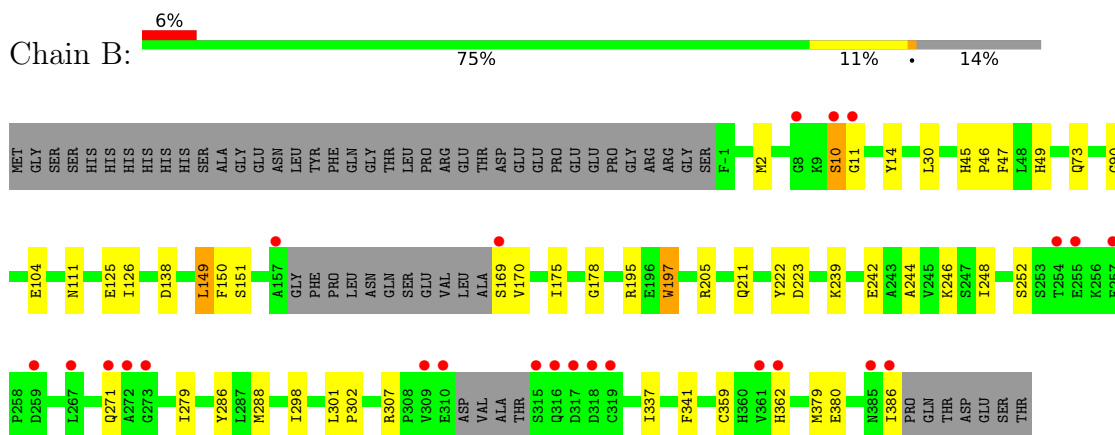 6%
Chain B:
75% 11% • 14%
MET GLY SER SER HIS HIS HIS HIS HIS HIS SER ALA GLY GLU ASN LEU TYR PHE GLN GLY THR LEU PRO ARG GLU THR ASP GLU GLU PRO GLU GLU PRO GLY ARG ARG GLY SER F-1 M2 G8 K9 S10 G11 Y14 L30 H45 P46 F47 L48 H49 Q73
E104 N111 E125 I126 D138 L149 F150 S151 A157 GLY PHE PRO LEU ASN GLN SER GLU VAL LEU ALA S169 V170 I175 G178 R195 E196 W197 R205 Q211 Y222 D223 K239 E242 A243 A244 V245 K246 S247 I248 S252 S253 T254 E255 K256
P258 D259 L267 Q271 A272 G273 I279 Y286 L287 M288 I298 L301 P302 R307 P308 V309 E310 ASP VAL ALA THR S315 Q316 D317 D318 C319 I337 F341 C359 H360 V361 H362 M379 E380 N385 I386 PRO GLN THR ASP GLU SER THR